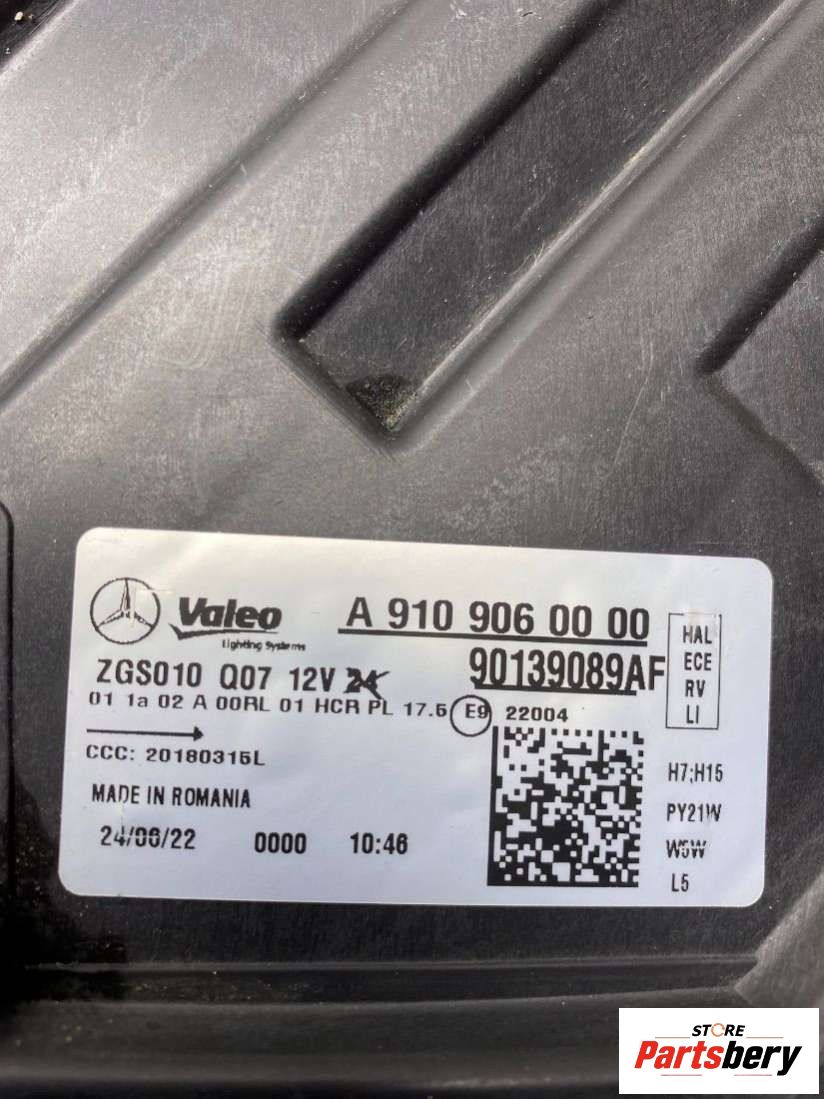 Valeo
Lighting Systems
A 910 906 00 00
90139089AF
HAL
ECE
RV
LI
ZGS010 Q07 12V
01 1a 02 A 00RL 01 HCR PL 17.5 E9 22004
CCC: 20180315L
MADE IN ROMANIA
24/06/22 0000 10:46
H7;H15
PY21W
W5W
L5
STORE
Partsbery